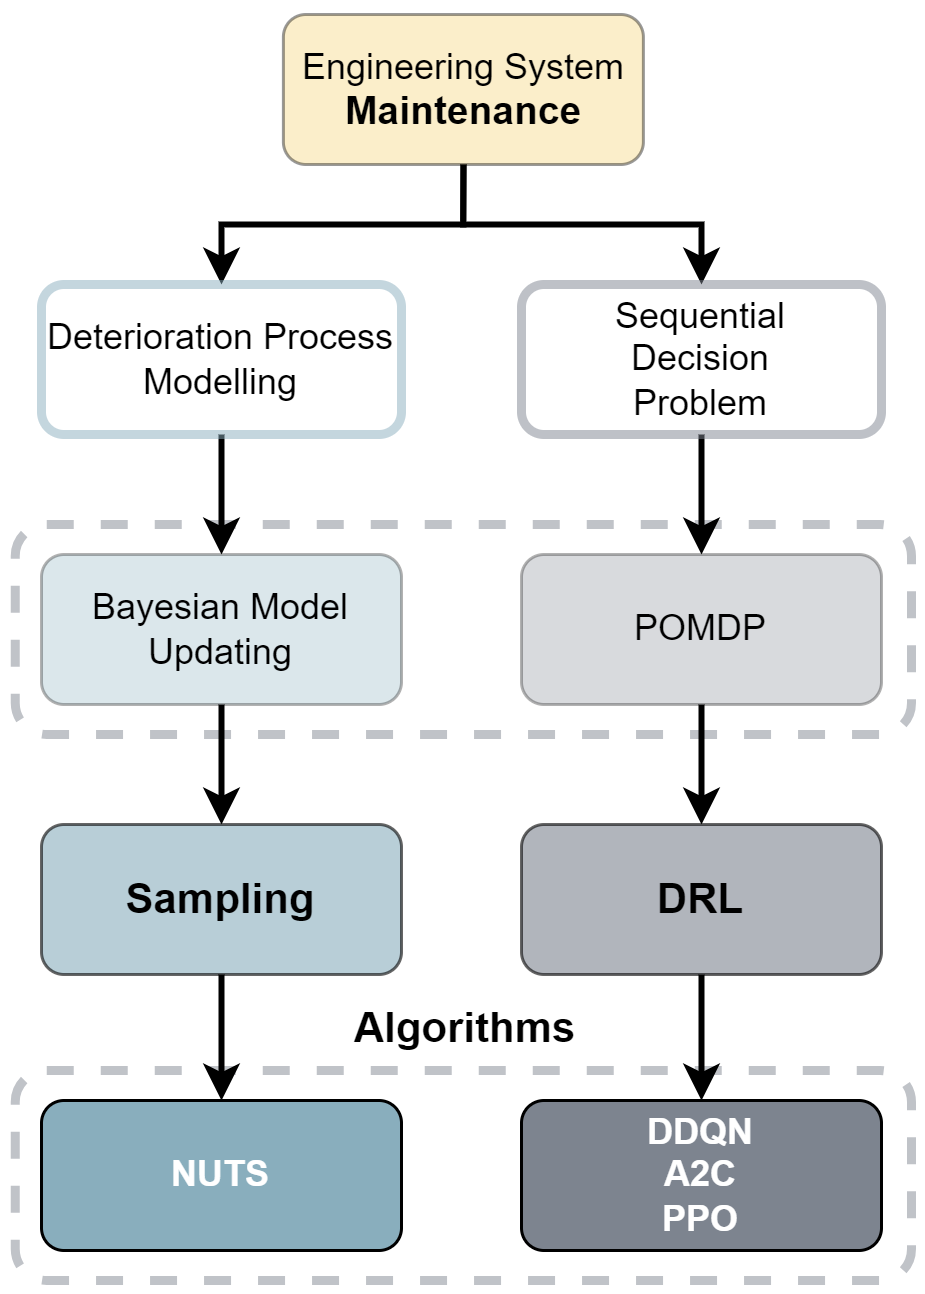 Engineering System
Maintenance
Deterioration Process
Modelling
Sequential
Decision
Problem
Bayesian Model
Updating
POMDP
Sampling
DRL
Algorithms
NUTS
DDQN
A2C
PPO